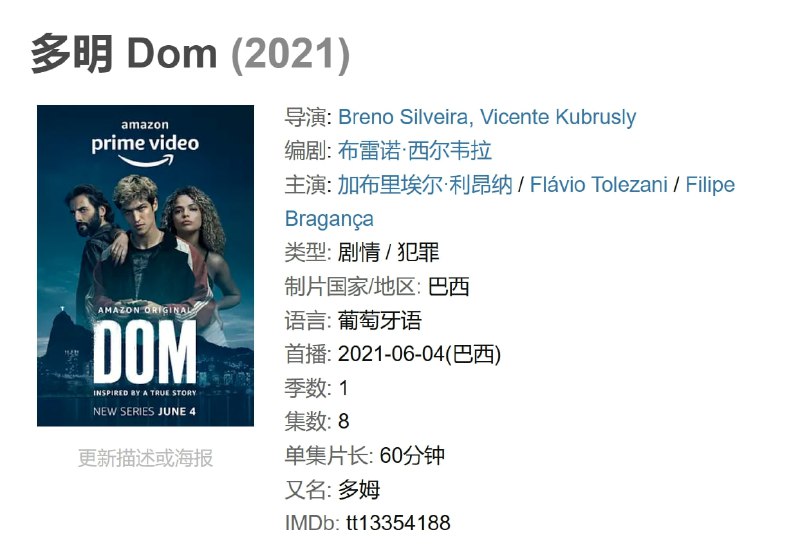 多明 Dom (2021)
amazon
prime video
AMAZON ORIGINAL
DOM
INSPIRED BY A TRUE STORY
NEW SERIES JUNE 4
更新描述或海报
导演: Breno Silveira, Vicente Kubrusly
编剧: 布雷诺·西尔韦拉
主演: 加布里埃尔·利昂纳 / Flávio Tolezani / Filipe
Bragança
类型: 剧情 / 犯罪
制片国家/地区: 巴西
语言: 葡萄牙语
首播: 2021-06-04(巴西)
季数: 1
集数: 8
单集片长: 60分钟
又名: 多姆
IMDb: tt13354188